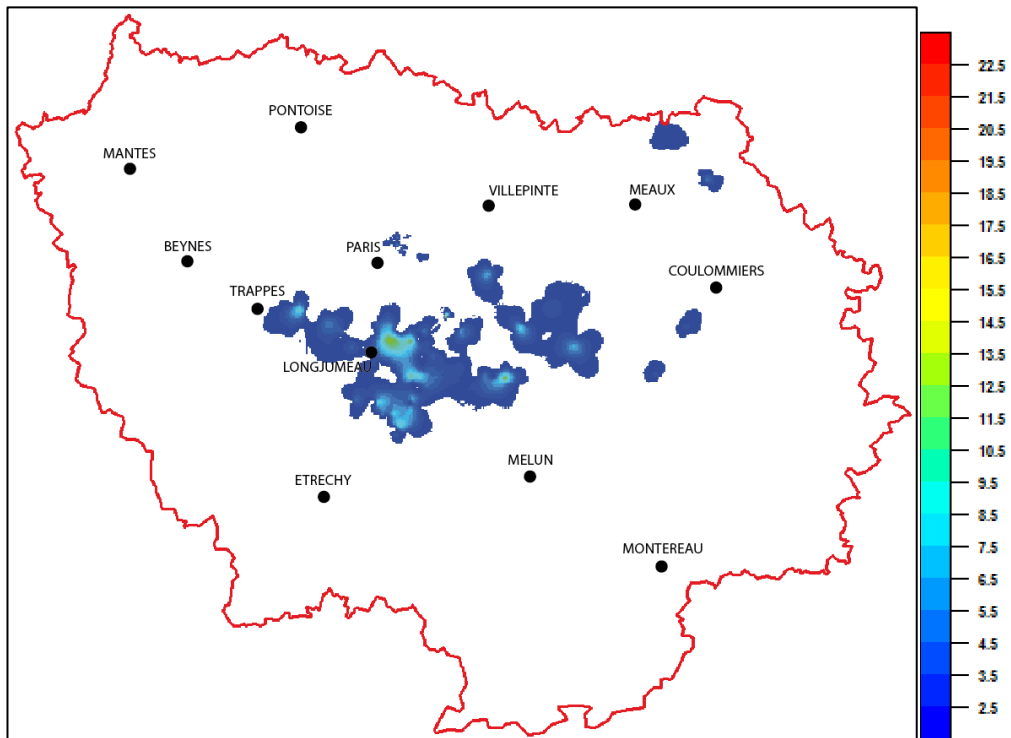 PONTOISE
MANTES
VILLEPINTE
MEAUX
BEYNES
PARIS
COULOMMIERS
TRAPPES
LONGJUMEAU
MELUN
ETRECHY
MONTEREAU
22.5
21.5
20.5
19.5
18.5
17.5
16.5
15.5
14.5
13.5
12.5
11.5
10.5
9.5
8.5
7.5
6.5
5.5
4.5
3.5
2.5